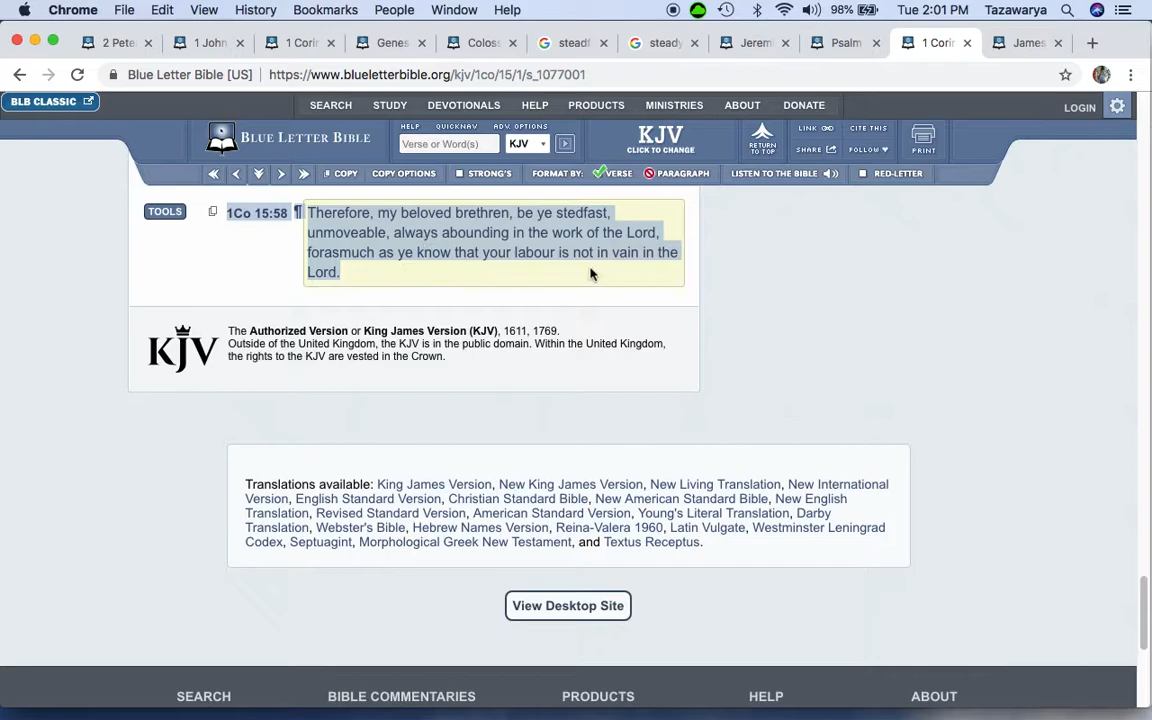 Chrome File Edit View History Bookmarks People Window Help 98% Tue 2:01 PM Tazawarya
2 Peter 1 John 1 Corin Genes Coloss steadf steady Jeremi Psalm 1 Corin James
Blue Letter Bible [US] https://www.blueletterbible.org/kjv/1co/15/1/s_1077001
BLB CLASSIC SEARCH STUDY DEVOTIONALS HELP PRODUCTS MINISTRIES ABOUT DONATE LOGIN
BLUE LETTER BIBLE HELP QUICKNAV ADV. OPTIONS
Verse or Word(s) KJV
KJV
CLICK TO CHANGE
RETURN
TO TOP
LINK CITE THIS
SHARE FOLLOW
PRINT
COPY COPY OPTIONS STRONG'S FORMAT BY: VERSE PARAGRAPH LISTEN TO THE BIBLE RED-LETTER
TOOLS 1Co 15:58 ¶ Therefore, my beloved brethren, be ye stedfast,
unmoveable, always abounding in the work of the Lord,
forasmuch as ye know that your labour is not in vain in the
Lord.
KJV
The Authorized Version or King James Version (KJV), 1611, 1769.
Outside of the United Kingdom, the KJV is in the public domain. Within the United Kingdom,
the rights to the KJV are vested in the Crown.
Translations available: King James Version, New King James Version, New Living Translation, New International
Version, English Standard Version, Christian Standard Bible, New American Standard Bible, New English
Translation, Revised Standard Version, American Standard Version, Young's Literal Translation, Darby
Translation, Webster's Bible, Hebrew Names Version, Reina-Valera 1960, Latin Vulgate, Westminster Leningrad
Codex, Septuagint, Morphological Greek New Testament, and Textus Receptus.
View Desktop Site
SEARCH BIBLE COMMENTARIES PRODUCTS HELP ABOUT